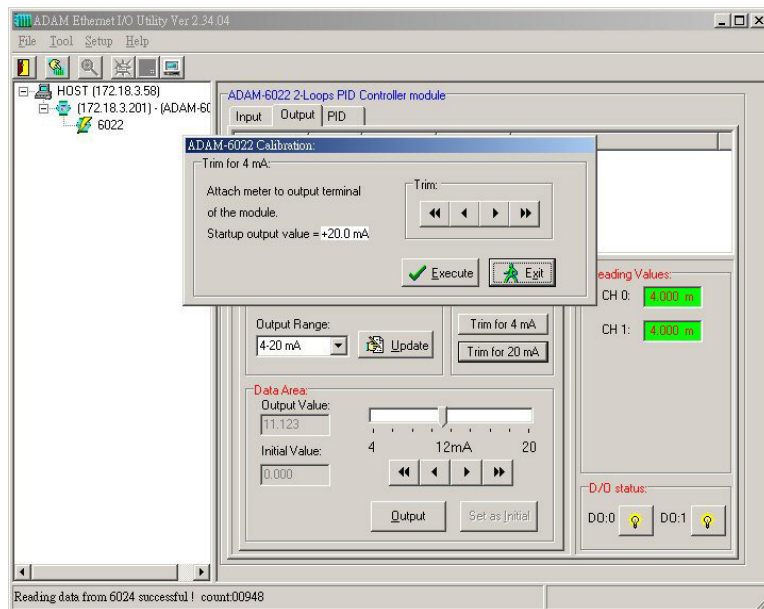 ADAM Ethernet I/O Utility Ver 2.34.04
File Tool Setup Help
HOST (172.18.3.58)
(172.18.3.201) - (ADAM-60
6022
ADAM-6022 2-Loops PID Controller module
Input Output PID
ADAM-6022 Calibration:
Trim for 4 mA:
Attach meter to output terminal
of the module.
Startup output value = +20.0 mA
Trim:
Execute Exit
eading Values:
CH 0: 4.000 m
CH 1: 4.000 m
Output Range:
4-20 mA
Update
Trim for 4 mA
Trim for 20 mA
Data Area:
Output Value:
11.123
Initial Value:
0.000
4 12mA 20
Output Set as Initial
D/O status:
DO:0 DO:1
Reading data from 6024 successful ! count:00948